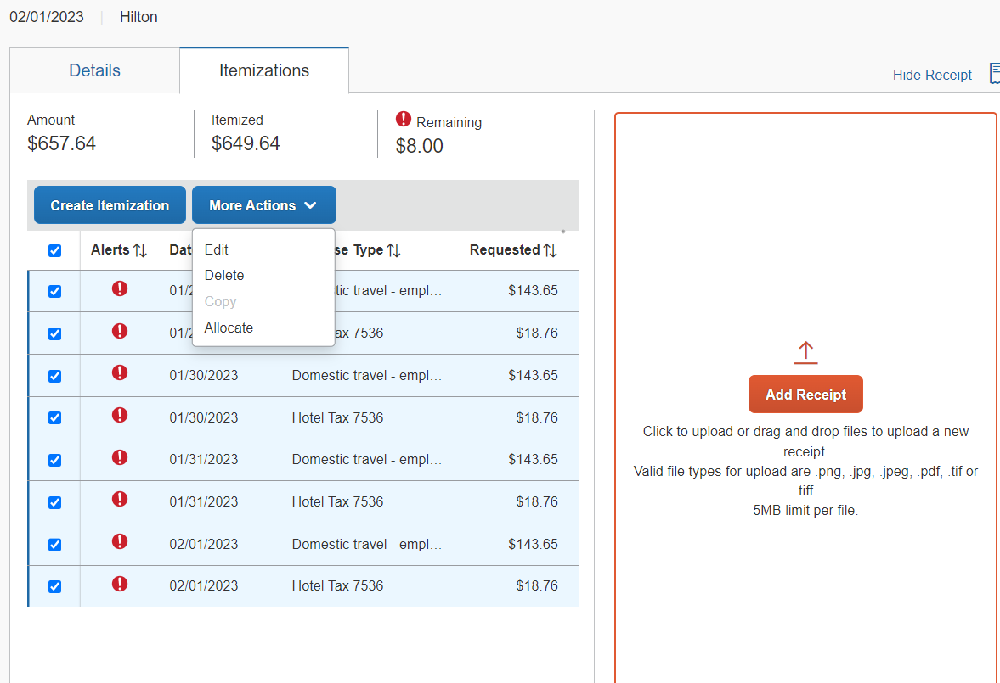 02/01/2023 Hilton
Details
Itemizations
Hide Receipt
Amount
$657.64
Itemized
$649.64
Remaining
$8.00
Create Itemization
More Actions
Edit
Delete
Copy
Allocate
Alerts Dat se Type Requested
01/2 tic travel - empl... $143.65
01/2 ax 7536 $18.76
01/30/2023 Domestic travel - empl... $143.65
01/30/2023 Hotel Tax 7536 $18.76
01/31/2023 Domestic travel - empl... $143.65
01/31/2023 Hotel Tax 7536 $18.76
02/01/2023 Domestic travel - empl... $143.65
02/01/2023 Hotel Tax 7536 $18.76
Add Receipt
Click to upload or drag and drop files to upload a new
receipt.
Valid file types for upload are .png, .jpg, .jpeg, .pdf, .tif or
.tiff.
5MB limit per file.